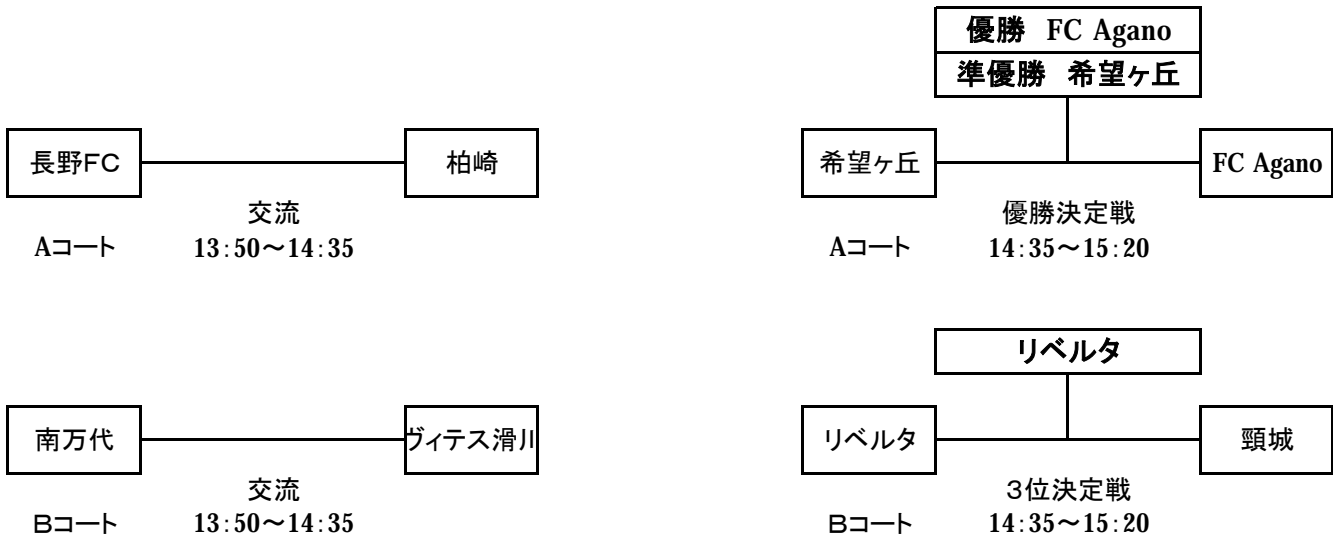 優勝 FC Agano
準優勝 希望ヶ丘
長野FC
柏崎
希望ヶ丘
FC Agano
交流
優勝決定戦
Aコート
13:50～14:35
Aコート
14:35～15:20
リベルタ
南万代
ヴィテス滑川
リベルタ
頸城
交流
3位決定戦
Bコート
13:50～14:35
Bコート
14:35～15:20